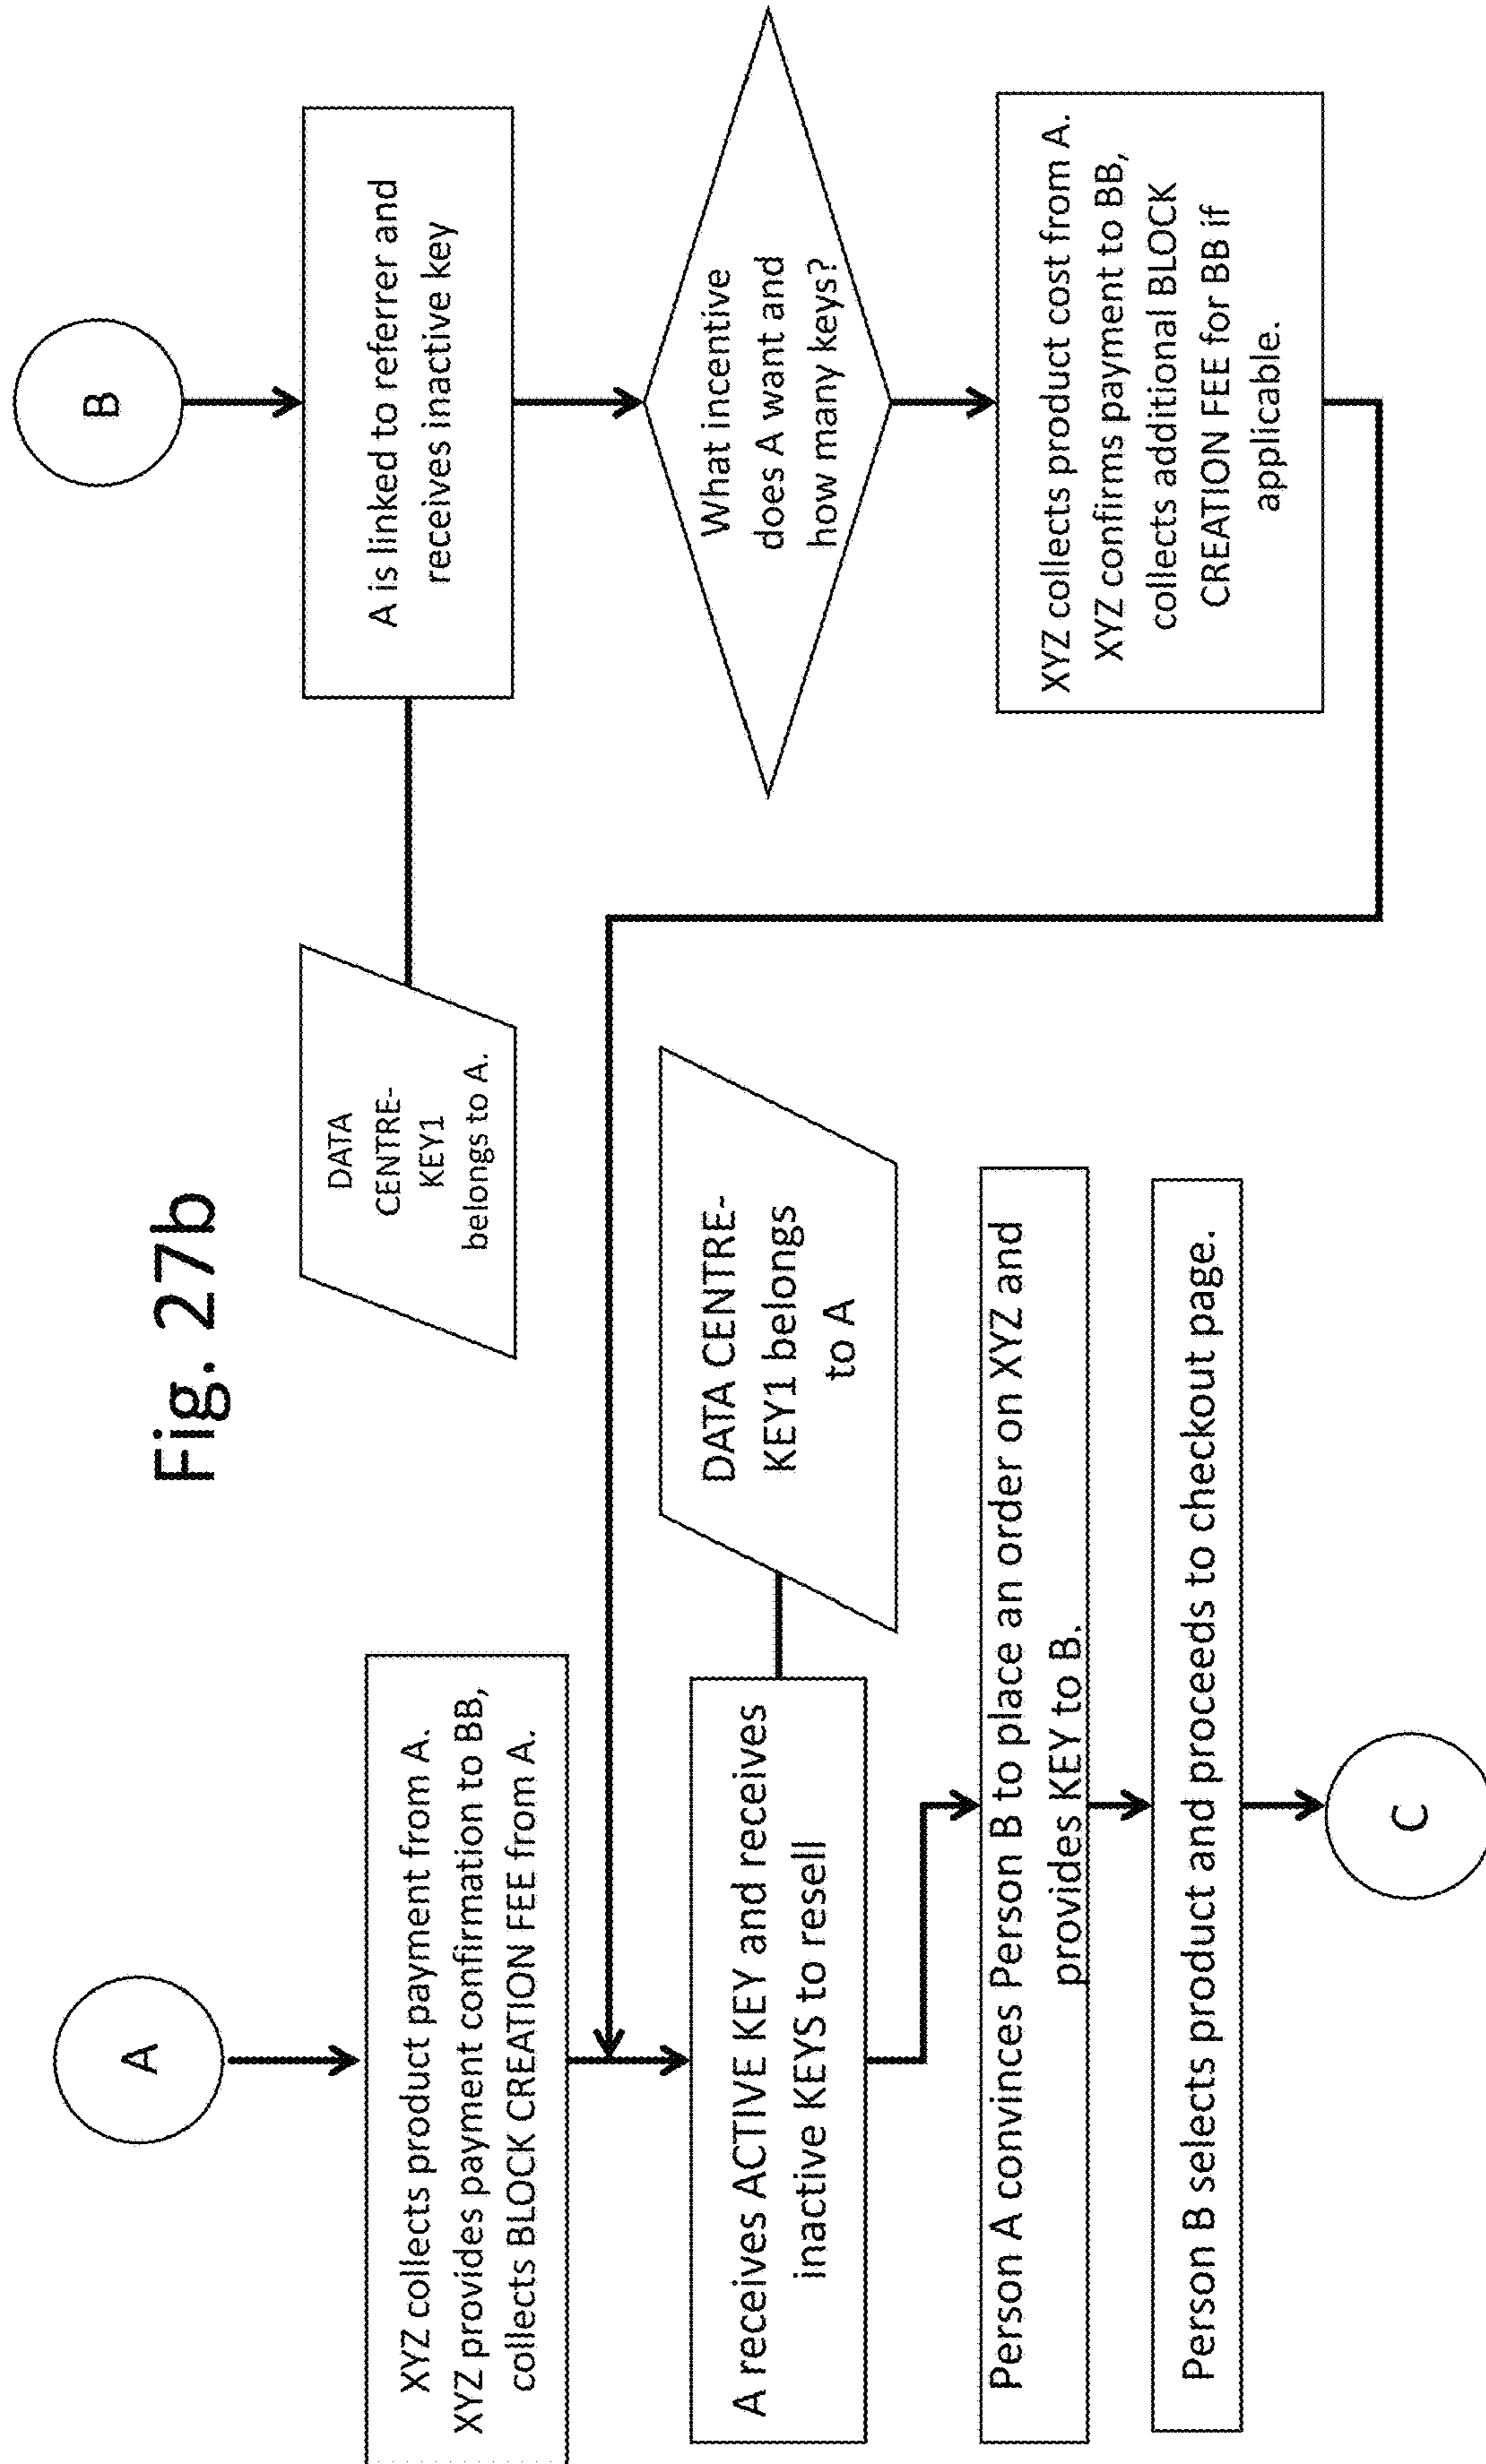 Fig. 27b
A
XYZ collects product payment from A.
XYZ provides payment confirmation to BB,
collects BLOCK CREATION FEE from A.
A receives ACTIVE KEY and receives
inactive KEYS to resell
DATA CENTRE-
KEY1 belongs
to A
Person A convinces Person B to place an order on XYZ and
provides KEY to B.
Person B selects product and proceeds to checkout page.
C
B
A is linked to referrer and
receives inactive key
DATA
CENTRE-
KEY1
belongs to A.
What incentive
does A want and
how many keys?
XYZ collects product cost from A.
XYZ confirms payment to BB,
collects additional BLOCK
CREATION FEE for BB if
applicable.